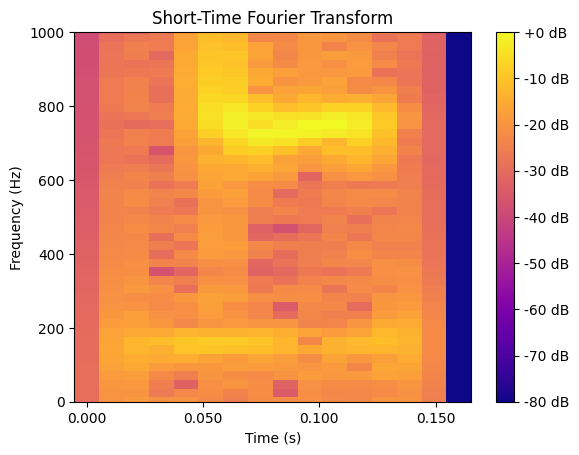 Short-Time Fourier Transform
1000
800
600
400
200
0
Frequency (Hz)
0.000
0.050
0.100
0.150
Time (s)
+0 dB
-10 dB
-20 dB
-30 dB
-40 dB
-50 dB
-60 dB
-70 dB
-80 dB